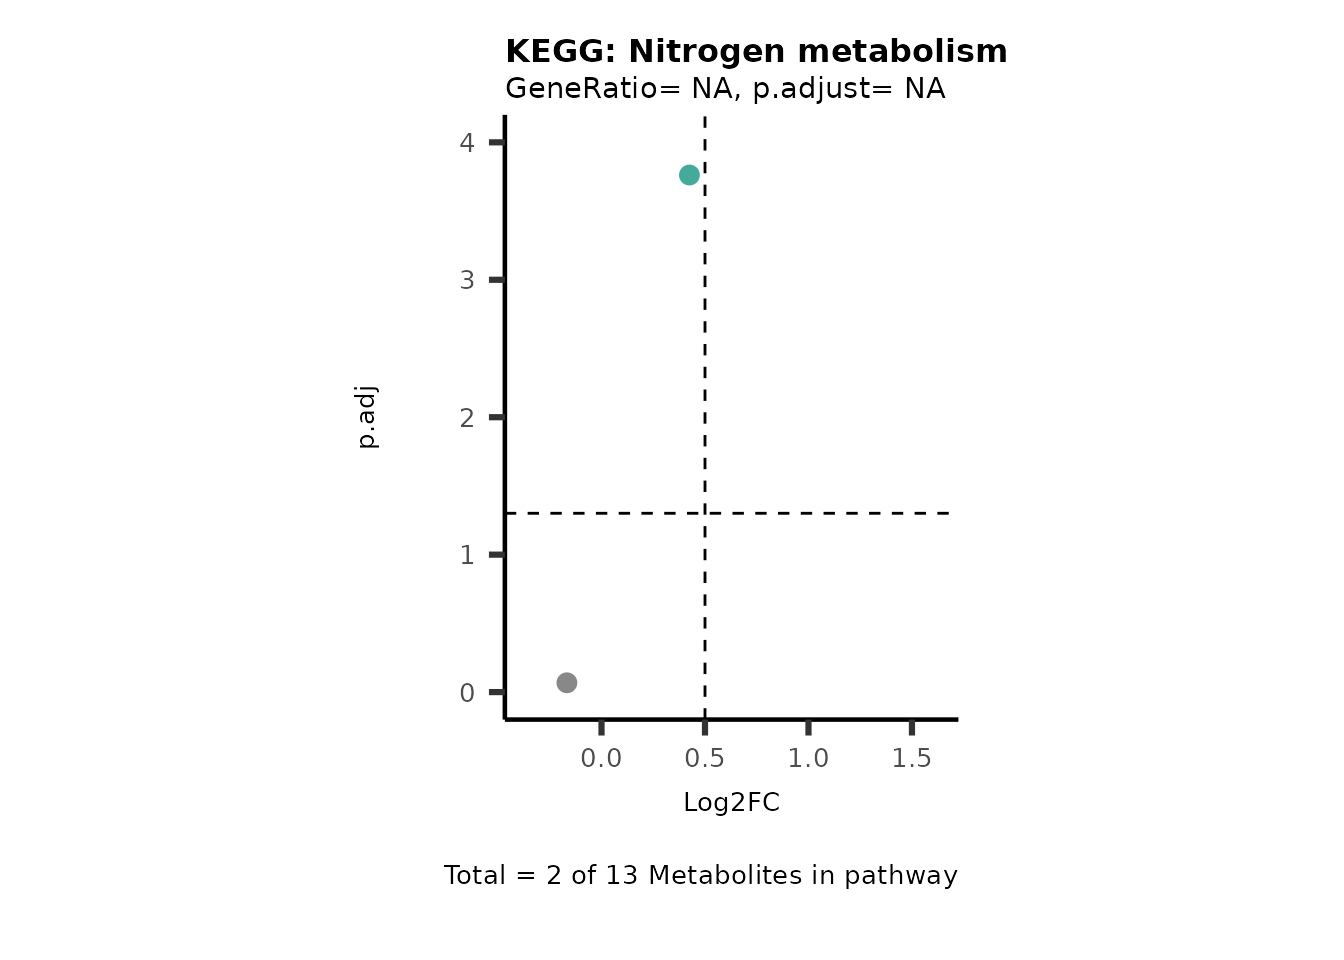 KEGG: Nitrogen metabolism
GeneRatio= NA, p.adjust= NA
4
3
2
1
0
p.adj
0.0 0.5 1.0 1.5
Log2FC
Total = 2 of 13 Metabolites in pathway